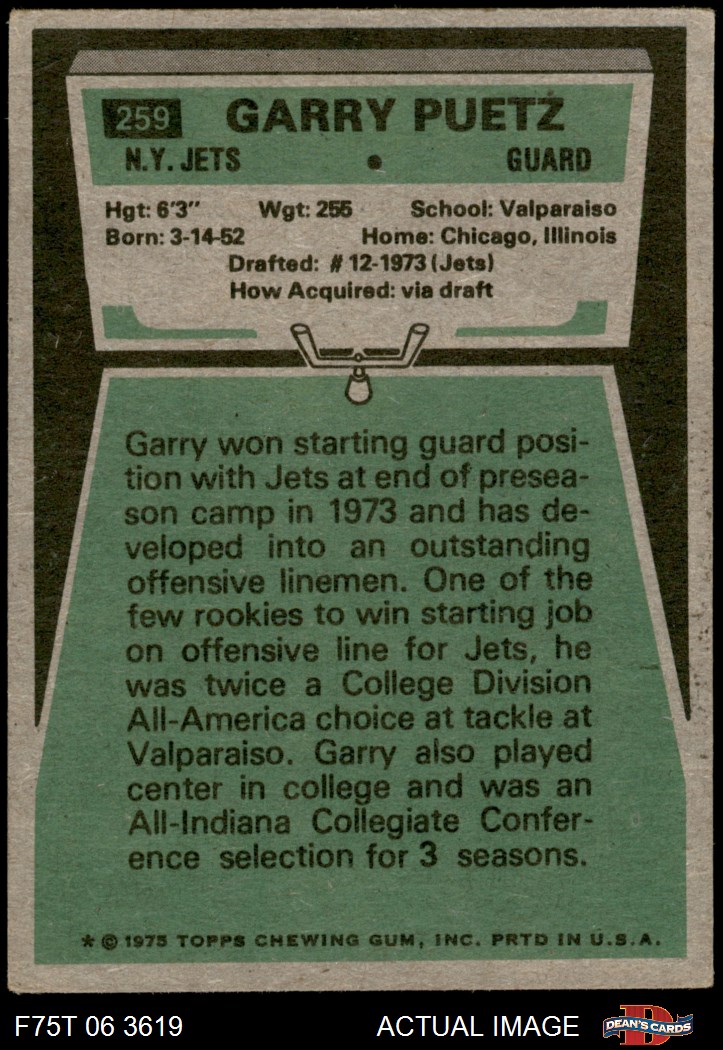 259 GARRY PUETZ
N.Y. JETS • GUARD
Hgt: 6'3" Wgt: 255 School: Valparaiso
Born: 3-14-52 Home: Chicago, Illinois
Drafted: #12-1973 (Jets)
How Acquired: via draft
Garry won starting guard posi-
tion with Jets at end of presea-
son camp in 1973 and has de-
veloped into an outstanding
offensive linemen. One of the
few rookies to win starting job
on offensive line for Jets, he
was twice a College Division
All-America choice at tackle at
Valparaiso. Garry also played
center in college and was an
All-Indiana Collegiate Confer-
ence selection for 3 seasons.
* © 1975 TOPPS CHEWING GUM, INC. PRTD IN U.S.A.
F75T 06 3619 ACTUAL IMAGE D DEAN'S CARDS